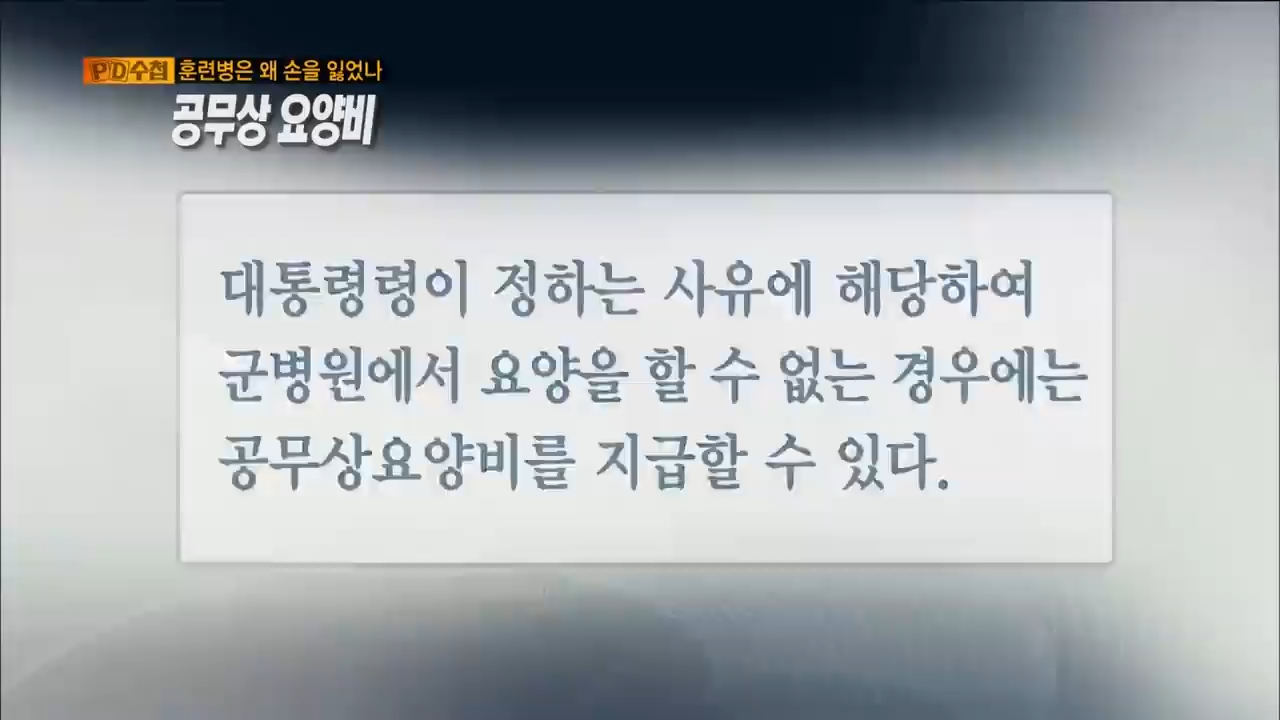 PD수첩 훈련병은 왜 손을 잃었나
공무상 요양비
대통령령이 정하는 사유에 해당하여
군병원에서 요양을 할 수 없는 경우에는
공무상요양비를 지급할 수 있다.